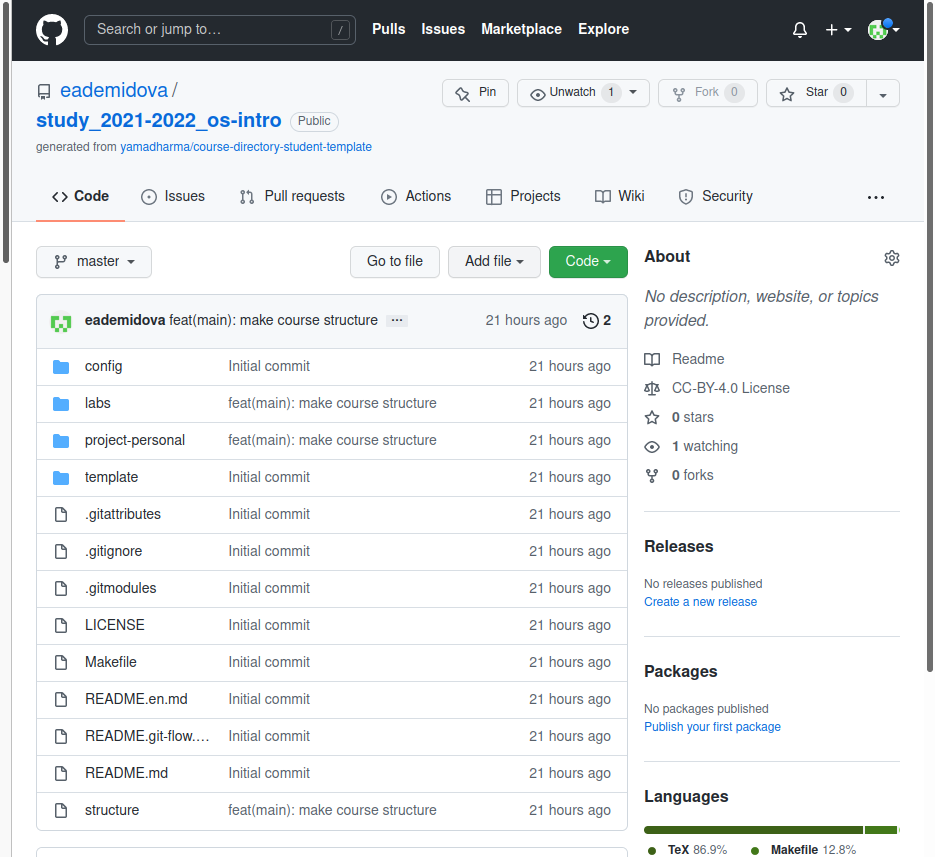 Search or jump to… / Pulls Issues Marketplace Explore
eademidova / Pin Unwatch 1 Fork 0 Star 0
study_2021-2022_os-intro Public
generated from yamadharma/course-directory-student-template
Code Issues Pull requests Actions Projects Wiki Security ...
master Go to file Add file Code
eademidova feat(main): make course structure ... 21 hours ago 2
config Initial commit 21 hours ago
labs feat(main): make course structure 21 hours ago
project-personal feat(main): make course structure 21 hours ago
template Initial commit 21 hours ago
.gitattributes Initial commit 21 hours ago
.gitignore Initial commit 21 hours ago
.gitmodules Initial commit 21 hours ago
LICENSE Initial commit 21 hours ago
Makefile Initial commit 21 hours ago
README.en.md Initial commit 21 hours ago
README.git-flow.… Initial commit 21 hours ago
README.md Initial commit 21 hours ago
structure feat(main): make course structure 21 hours ago
About
No description, website, or topics
provided.
Readme
CC-BY-4.0 License
0 stars
1 watching
0 forks
Releases
No releases published
Create a new release
Packages
No packages published
Publish your first package
Languages
TeX 86.9% Makefile 12.8%